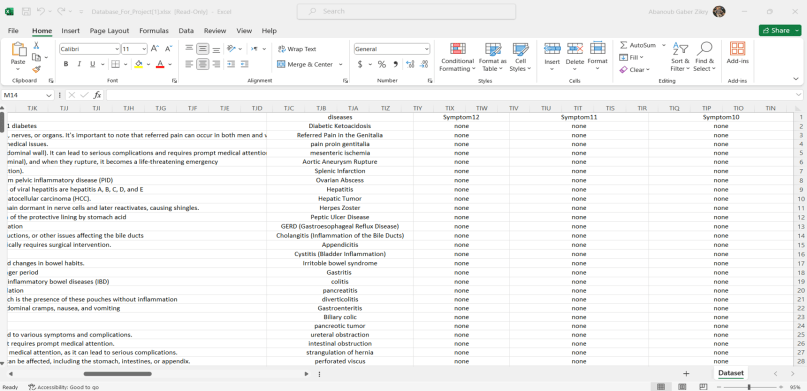 Database_For_Project(1).xlsx (Read-Only) - Excel
Search
Abanoub Gaber Zikry
File Home Insert Page Layout Formulas Data Review View Help
Share
Paste
Calibri 11
Wrap Text
General
Conditional Formatting
Format as Table
Cell Styles
Insert Delete Format
AutoSum
Fill
Clear
Sort & Filter
Find & Select
Add-ins
B I U
Merge & Center
$ %
Clipboard Font Alignment Number Styles Cells Editing Add-ins
M14 fx
TJK TJJ TJI TJH TJG TJF TJE TJD TJC TJB TJA TIZ TIY TIX TIW TIV TIU TIT TIS TIR TIQ TIP TIO TIN
diseases Symptom12 Symptom11 Symptom10 1
1 diabetes Diabetic Ketoacidosis none none none 2
, nerves, or organs. It's important to note that referred pain can occur in both men and Referred Pain in the Genitalia none none none 3
medical issues. pain proin gentitalia none none none 4
dominal wall). It can lead to serious complications and requires prompt medical attentio mesenteric ischemia none none none 5
minal), and when they rupture, it becomes a life-threatening emergency Aortic Aneurysm Rupture none none none 6
tion). Splenic Infarction none none none 7
m pelvic inflammatory disease (PID) Ovarian Abscess none none none 8
of viral hepatitis are hepatitis A, B, C, D, and E Hepatitis none none none 9
atocellular carcinoma (HCC). Hepatic Tumor none none none 10
nain dormant in nerve cells and later reactivates, causing shingles. Herpes Zoster none none none 11
of the protective lining by stomach acid Peptic Ulcer Disease none none none 12
ation GERD (Gastroesophageal Reflux Disease) none none none 13
uctions, or other issues affecting the bile ducts Cholangitis (Inflammation of the Bile Ducts) none none none 14
ically requires surgical intervention. Appendicitis none none none 15
Cystitis (Bladder Inflammation) none none none 16
d changes in bowel habits. Irritoble bowel syndrome none none none 17
ger period Gastritis none none none 18
inflammatory bowel diseases (IBD) colitis none none none 19
lation pancreatitis none none none 20
ch is the presence of these pouches without inflammation diverticolitis none none none 21
dominal cramps, nausea, and vomiting Gastroenteritis none none none 22
Biliary colic none none none 23
pancreotic tumor none none none 24
d to various symptoms and complications. ureteral obstraction none none none 25
t requires prompt medical attention. intestinal obstruction none none none 26
medical attention, as it can lead to serious complications. strangulation of hernia none none none 27
can be affected, including the stomach, intestines, or appendix. perforated viscus none none none 28
Dataset
Ready Accessibility: Good to go 95%